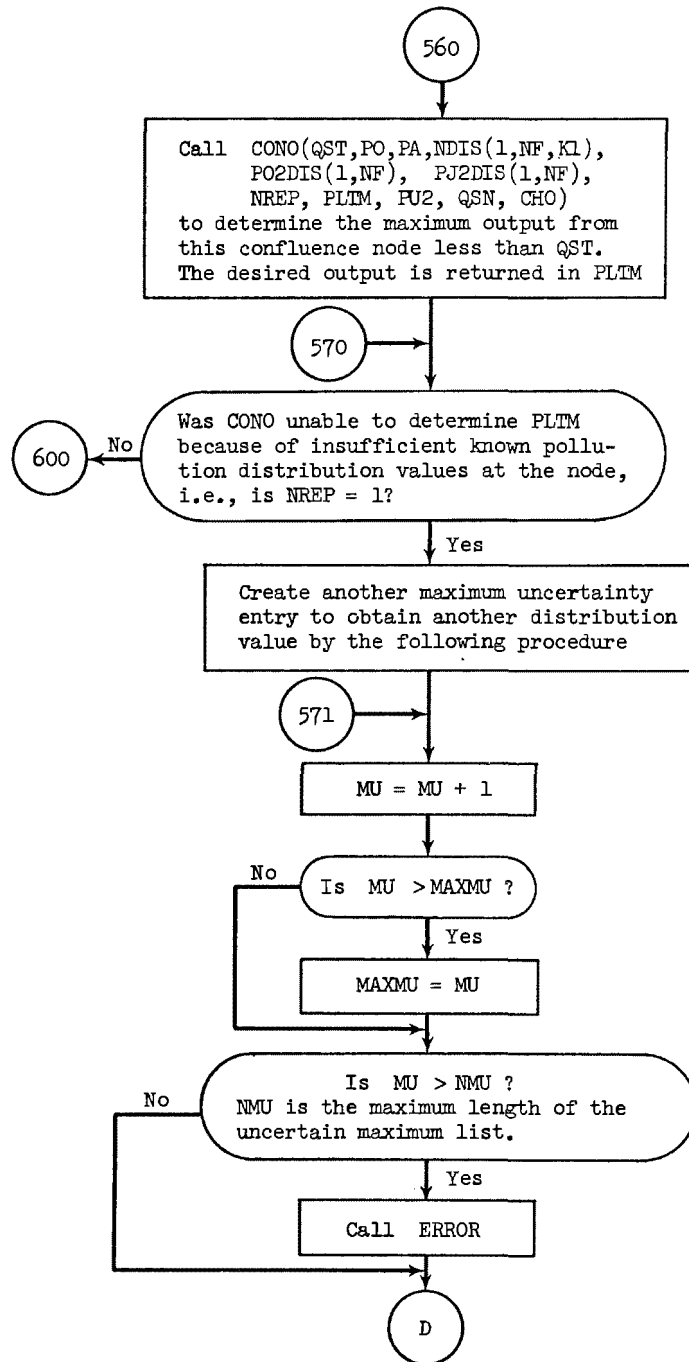 560
Call CONO(QST,PO,PA,NDIS(1,NF,K1),
PO2DIS(1,NF), PJ2DIS(1,NF),
NREP, PLTM, PU2, QSN, CHO)
to determine the maximum output from
this confluence node less than QST.
The desired output is returned in PLTM
570
Was CONO unable to determine PLTM
because of insufficient known pollu-
tion distribution values at the node,
i.e., is NREP = 1?
No
600
Yes
Create another maximum uncertainty
entry to obtain another distribution
value by the following procedure
571
MU = MU + 1
No
Is MU > MAXMU ?
Yes
MAXMU = MU
Is MU > NMU ?
No
NMU is the maximum length of the
uncertain maximum list.
Yes
Call ERROR
D